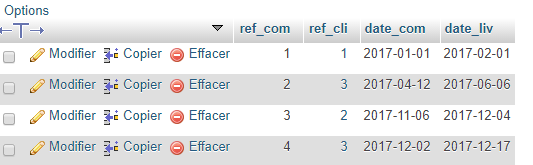 Options
ref_com ref_cli date_com date_liv
Modifier Copier Effacer 1 1 2017-01-01 2017-02-01
Modifier Copier Effacer 2 3 2017-04-12 2017-06-06
Modifier Copier Effacer 3 2 2017-11-06 2017-12-04
Modifier Copier Effacer 4 3 2017-12-02 2017-12-17